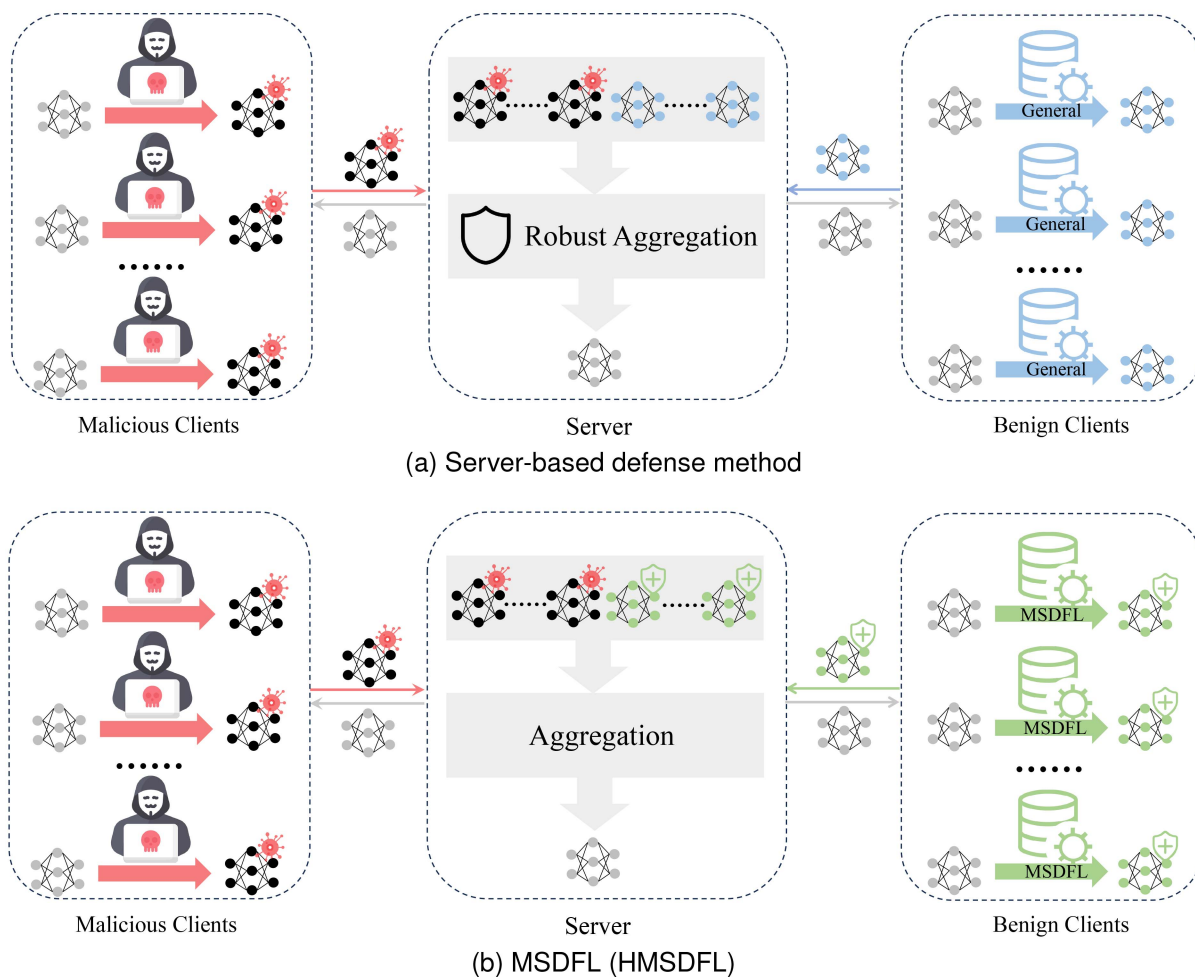 General
General
Robust Aggregation
General
Malicious Clients
Server
Benign Clients
(a) Server-based defense method
MSDFL
MSDFL
Aggregation
MSDFL
Malicious Clients
Server
Benign Clients
(b) MSDFL (HMSDFL)